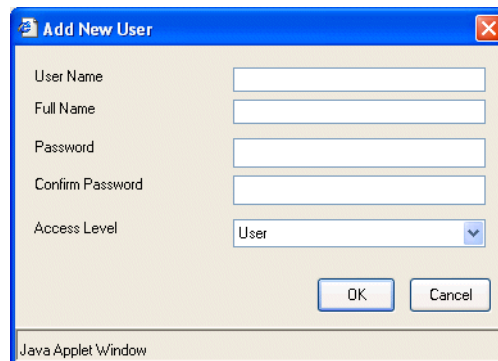 Add New User
User Name
Full Name
Password
Confirm Password
Access Level User
OK Cancel
Java Applet Window